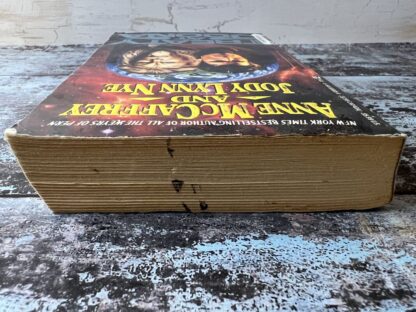 NEW YORK TIMES BESTSELLING AUTHOR OF ALL THE WEYRS OF PERN
ANNE McCAFFREY
AND
JODY LYNN NYE